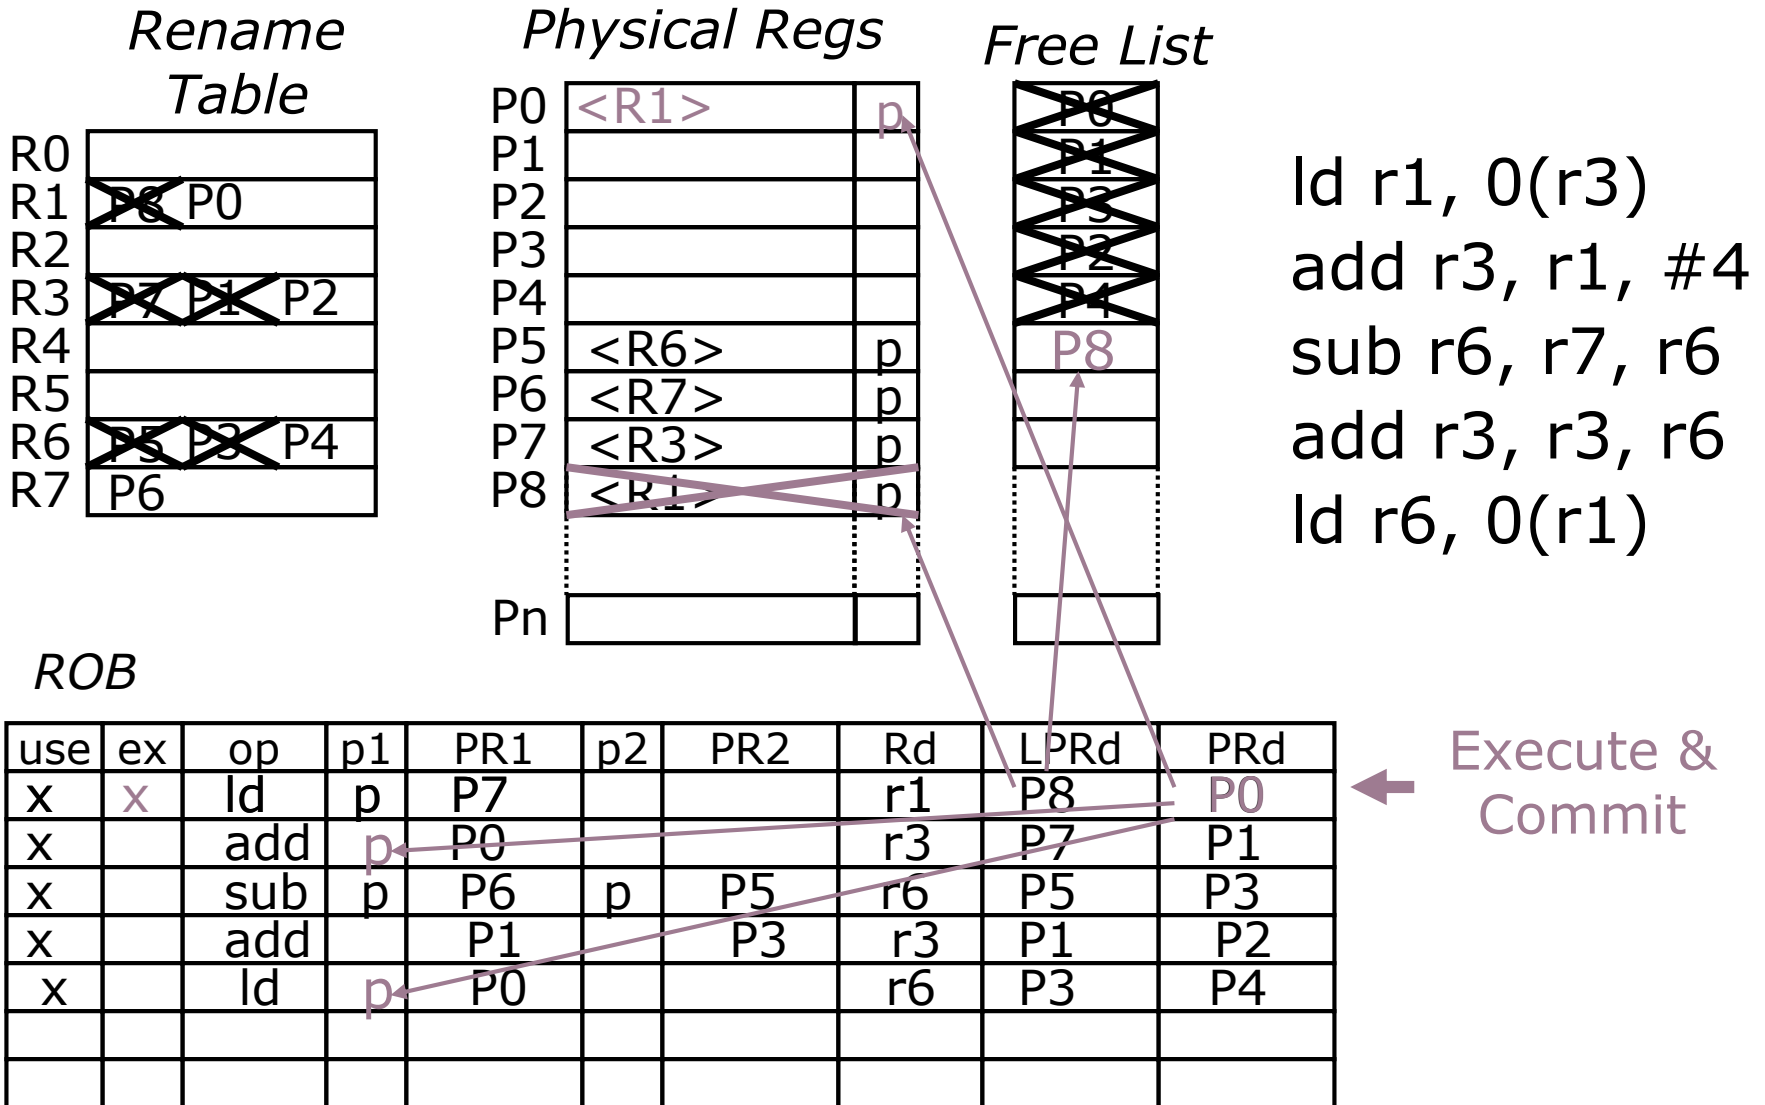 Rename
Table
R0
R1 P8 P0
R2
R3 P7 P1 P2
R4
R5
R6 P5 P3 P4
R7 P6
Physical Regs
P0 <R1> p
P1
P2
P3
P4
P5 <R6> p
P6 <R7> p
P7 <R3> p
P8 <R1> p
Pn
Free List
P0
P1
P3
P2
P4
P8
ld r1, 0(r3)
add r3, r1, #4
sub r6, r7, r6
add r3, r3, r6
ld r6, 0(r1)
ROB
use ex op p1 PR1 p2 PR2 Rd LPRd PRd
x x ld p P7 r1 P8 P0
x add p P0 r3 P7 P1
x sub p P6 p P5 r6 P5 P3
x add P1 P3 r3 P1 P2
x ld p P0 r6 P3 P4
Execute &
Commit